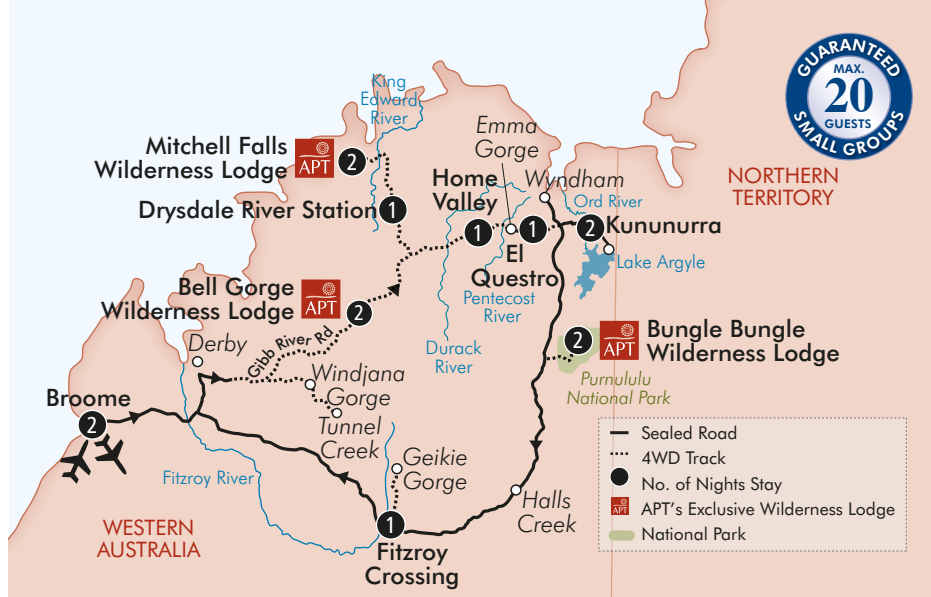 GUARANTEED
MAX.
20
GUESTS
SMALL GROUPS
King
Edward
River
Emma
Gorge
Mitchell Falls
Wilderness Lodge
APT
2
Home
Valley
Wyndham
NORTHERN
TERRITORY
Drysdale River Station
1
Ord River
1
1
2
Kununurra
El
Questro
Lake Argyle
Bell Gorge
Wilderness Lodge
APT
2
Pentecost
River
Derby
Gibb River Rd
Durack
River
2
APT
Bungle Bungle
Wilderness Lodge
Windjana
Gorge
Purnululu
National Park
Broome
2
Tunnel
Creek
Geikie
Gorge
Fitzroy River
Halls
Creek
WESTERN
AUSTRALIA
1
Fitzroy
Crossing
Sealed Road
4WD Track
No. of Nights Stay
APT APT's Exclusive Wilderness Lodge
National Park